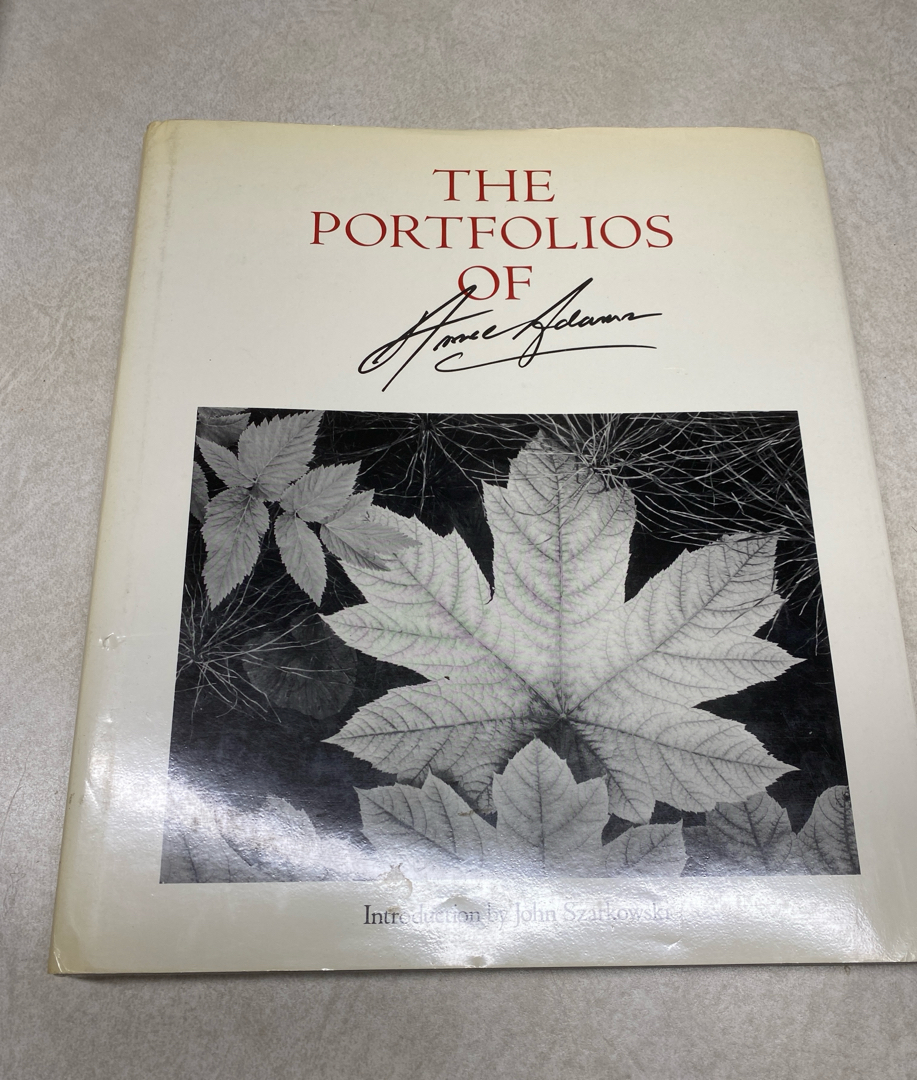 THE
PORTFOLIOS
OF
Ansel Adams
Introduction by John Szarkowski